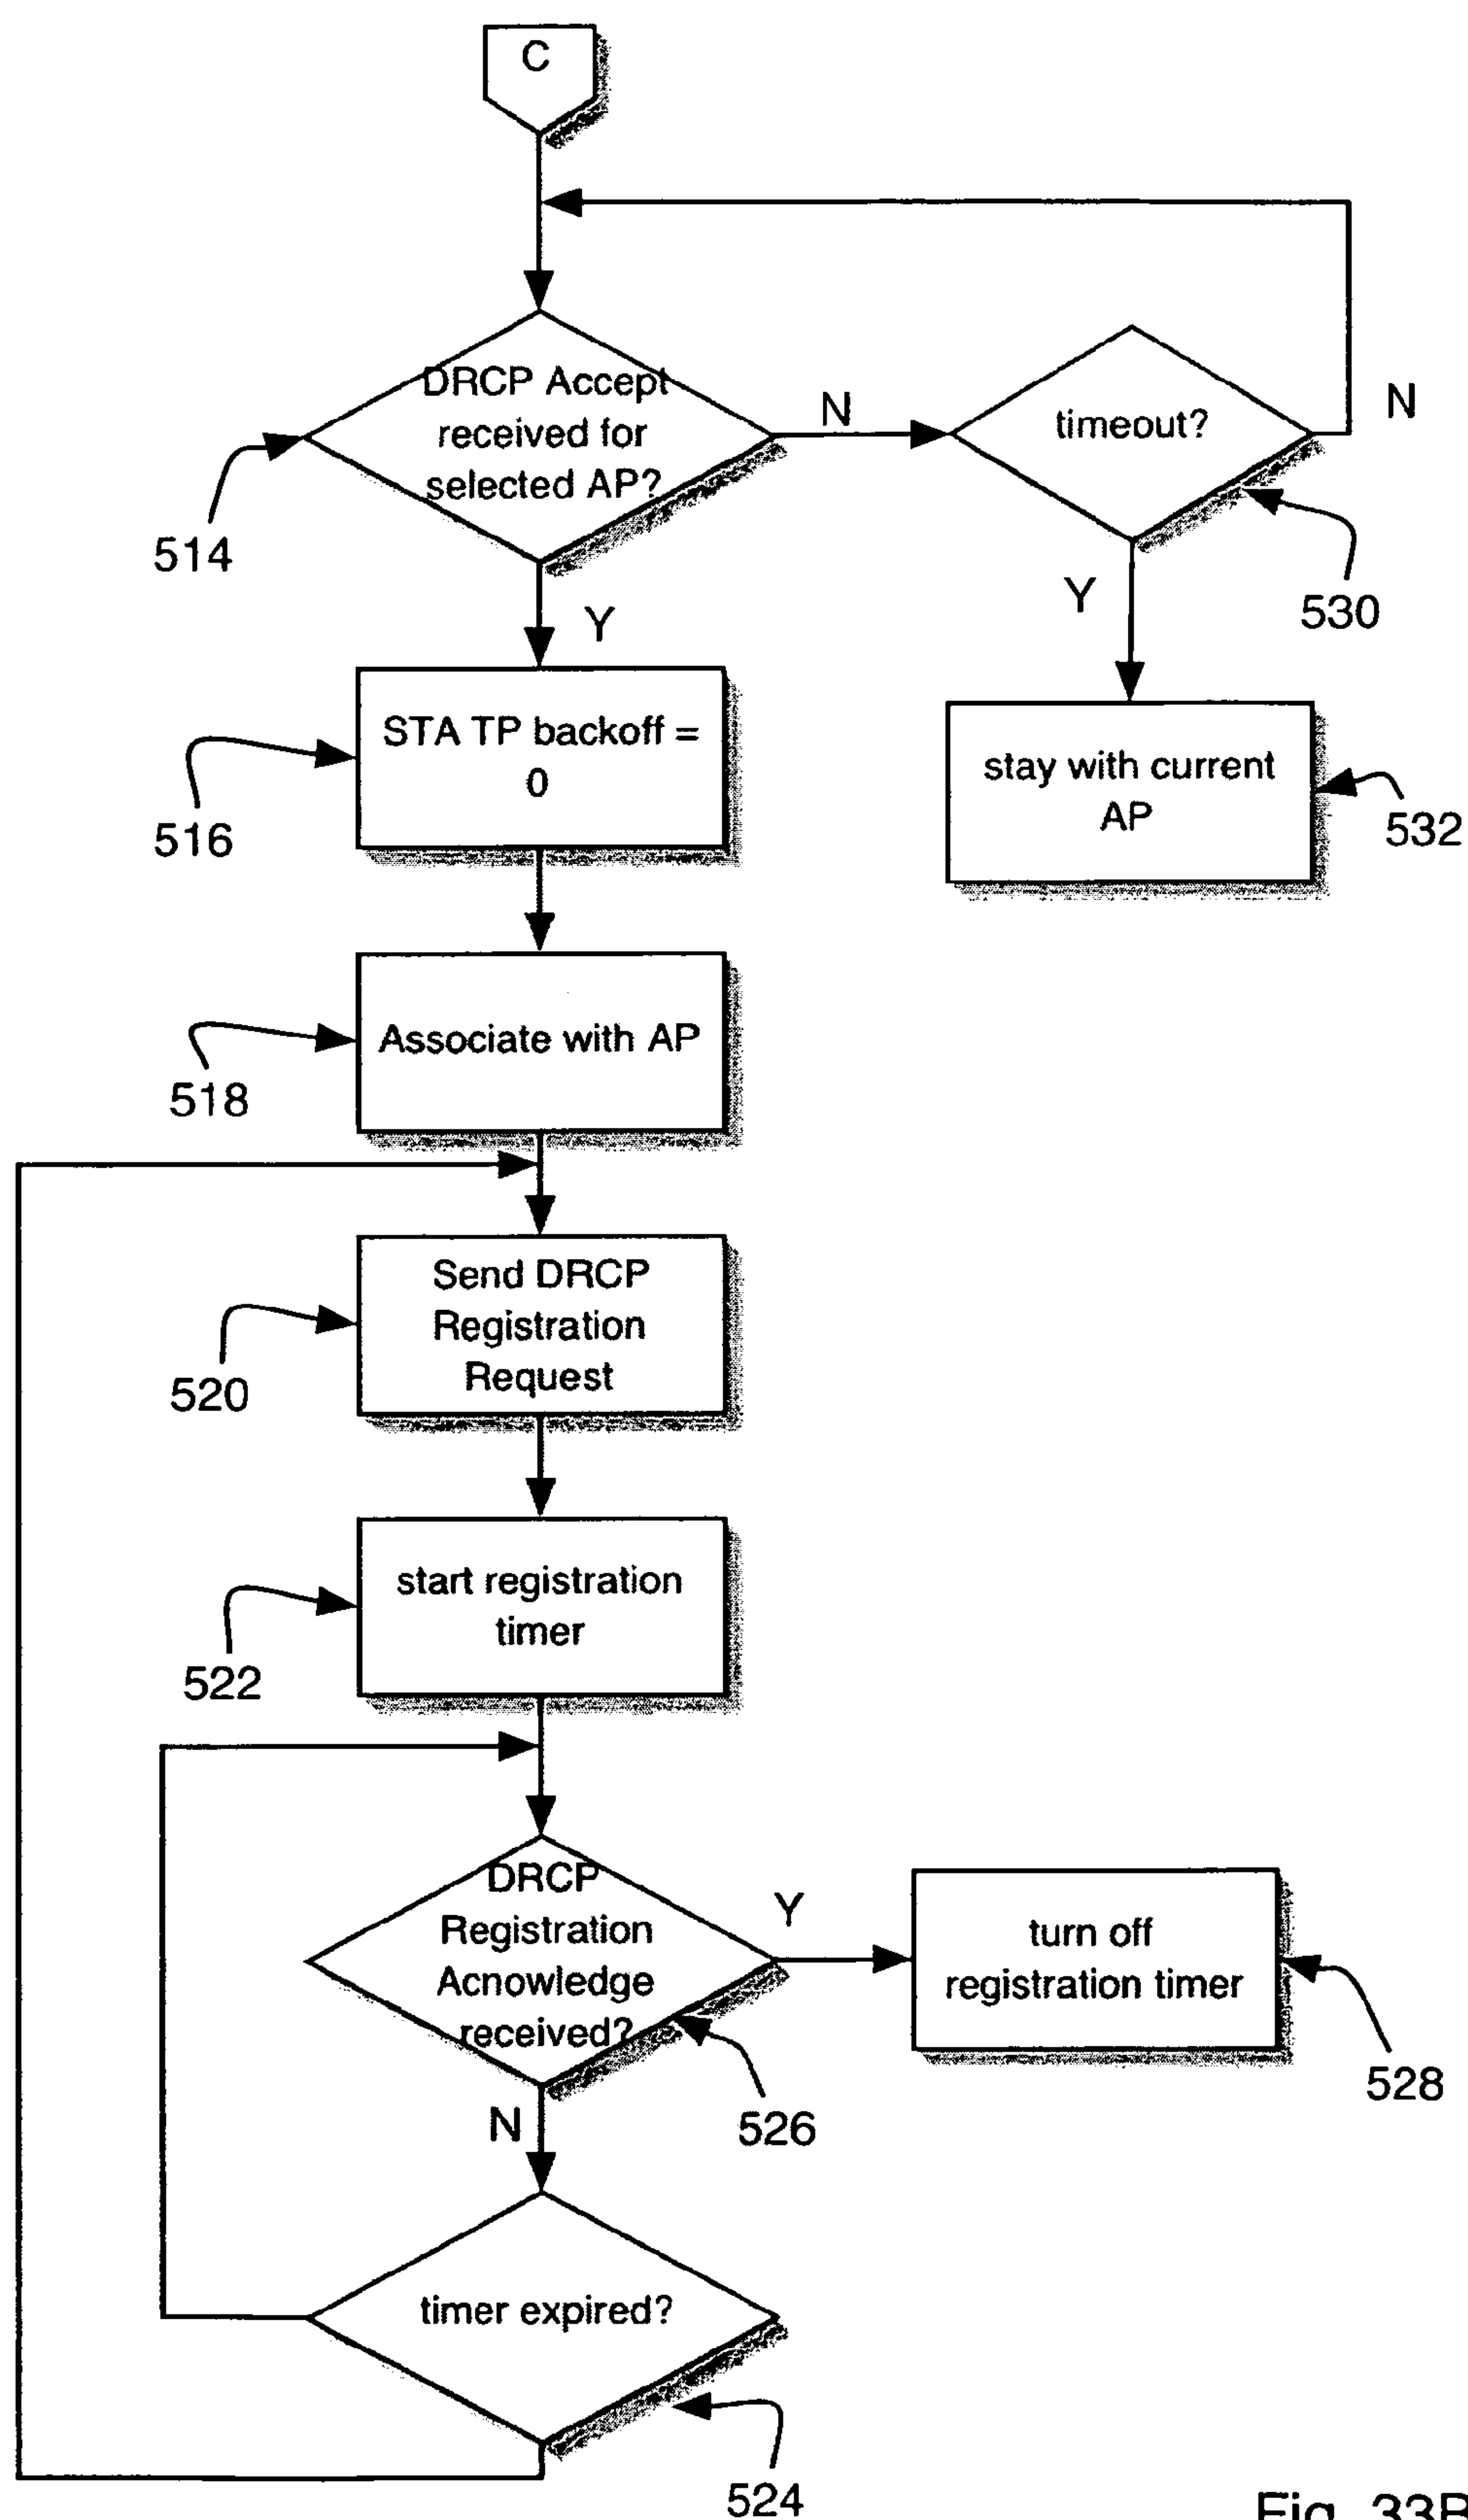 C
DRCP Accept
received for
selected AP?
N
timeout?
N
514
530
Y
Y
STA TP backoff =
0
stay with current
AP
516
532
Associate with AP
518
Send DRCP
Registration
Request
520
start registration
timer
522
DRCP
Registration
Acnowledge
received?
Y
turn off
registration timer
526
528
N
timer expired?
524
Fig. 33B